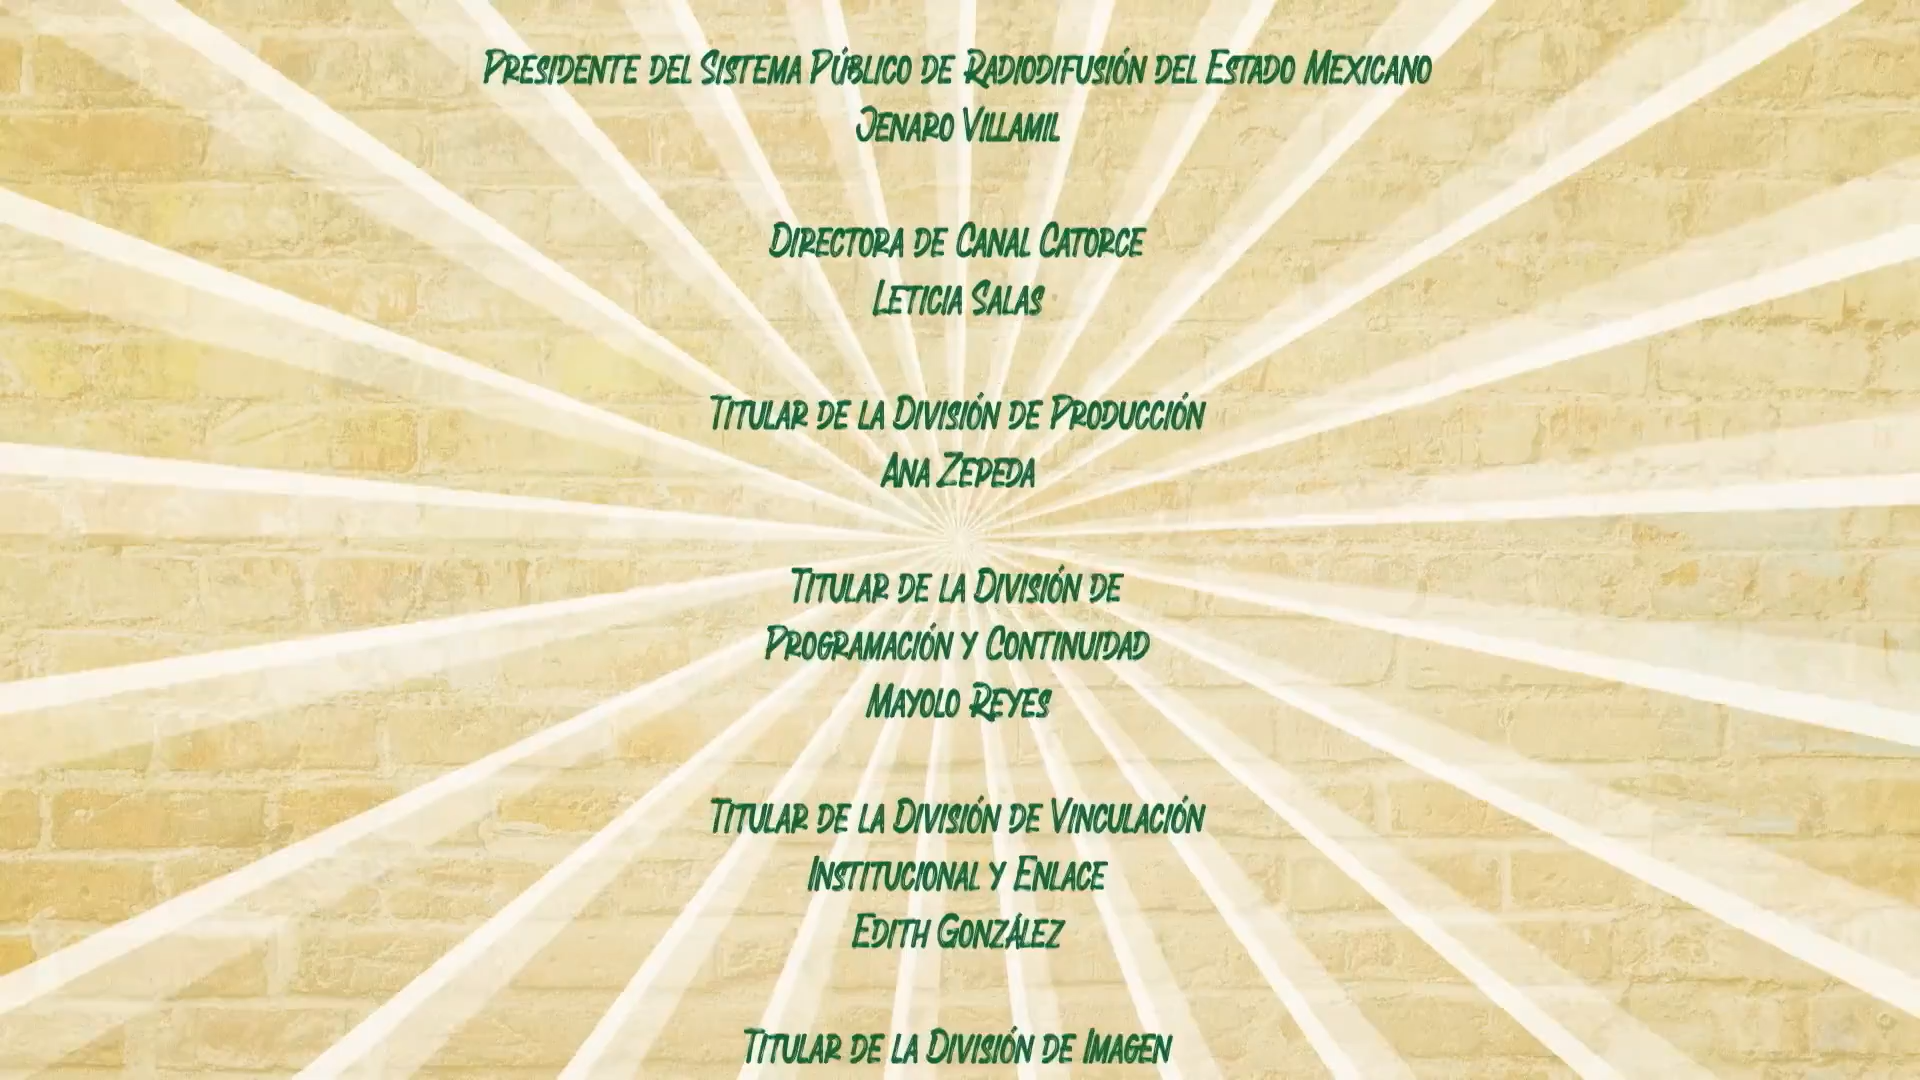 Presidente del Sistema Público de Radiodifusión del Estado Mexicano
Jenaro Villamil
Directora de Canal Catorce
Leticia Salas
Titular de la División de Producción
Ana Zepeda
Titular de la División de
Programación y Continuidad
Mayolo Reyes
Titular de la División de Vinculación
Institucional y Enlace
Edith González
Titular de la División de Imagen